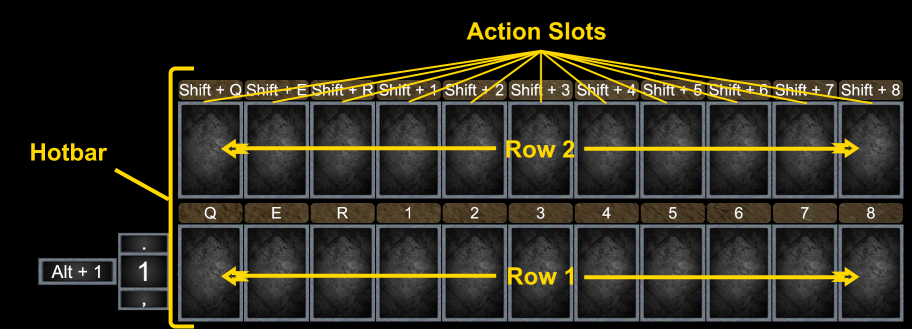 Action Slots
Shift + Q Shift + E Shift + R Shift + 1 Shift + 2 Shift + 3 Shift + 4 Shift + 5 Shift + 6 Shift + 7 Shift + 8
Hotbar
Row 2
Q E R 1 2 3 4 5 6 7 8
.
Alt + 1 1
,
Row 1